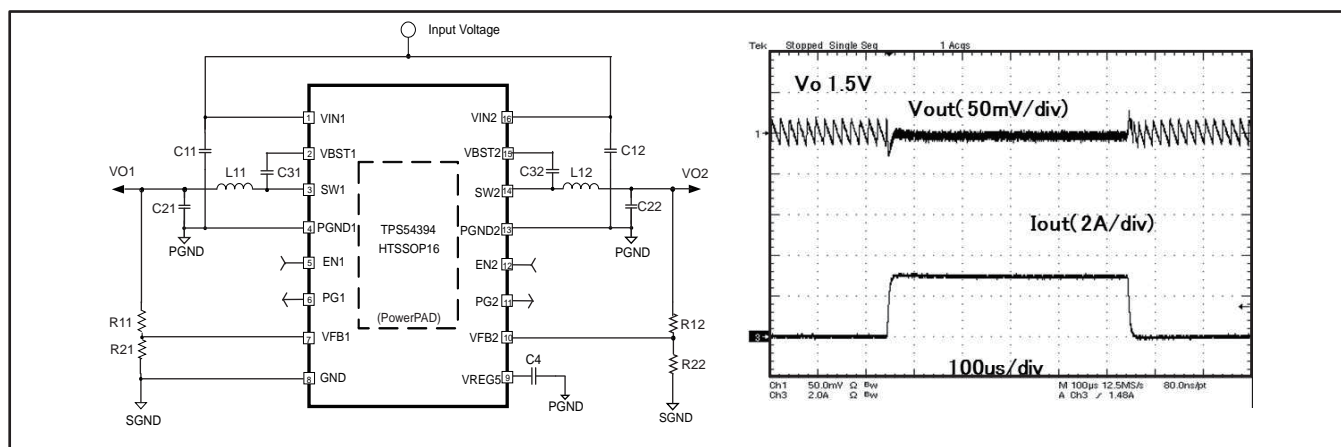 Input Voltage
1 VIN1
VIN2 16
C11
C12
2 VBST1
VBST2 15
VO1
L11
C31
C32
L12
VO2
3 SW1
SW2 14
C21
C22
TPS54394
HTSSOP16
4 PGND1
PGND2 13
PGND
PGND
5 EN1
EN2 12
6 PG1
PG2 11
(PowerPAD)
R11
R12
7 VFB1
VFB2 10
R21
R22
C4
8 GND
VREG5 9
SGND
PGND
SGND
Tek Stopped Single Seq 1 Acqs
Vo 1.5V
Vout(50mV/div)
1
Iout(2A/div)
3
100us/div
Ch1 50.0mV Ω Bw M 100µs 12.5MS/s 80.0ns/pt
Ch3 2.0A Ω Bw A Ch3 / 1.48A